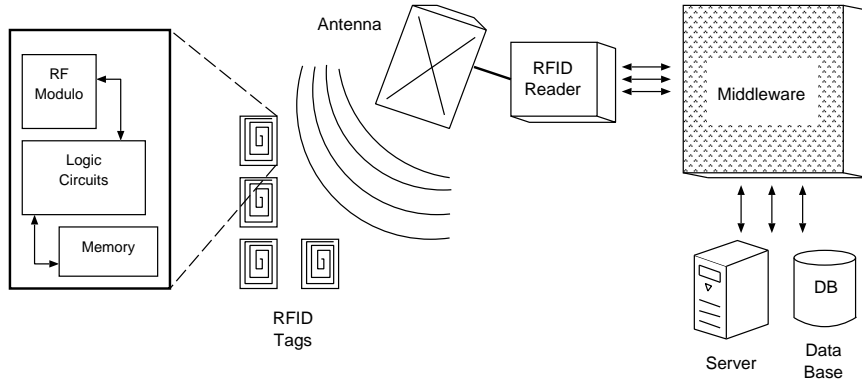 Antenna
RF
Modulo
Logic
Circuits
Memory
RFID
Tags
RFID
Reader
Middleware
Server
DB
Data
Base